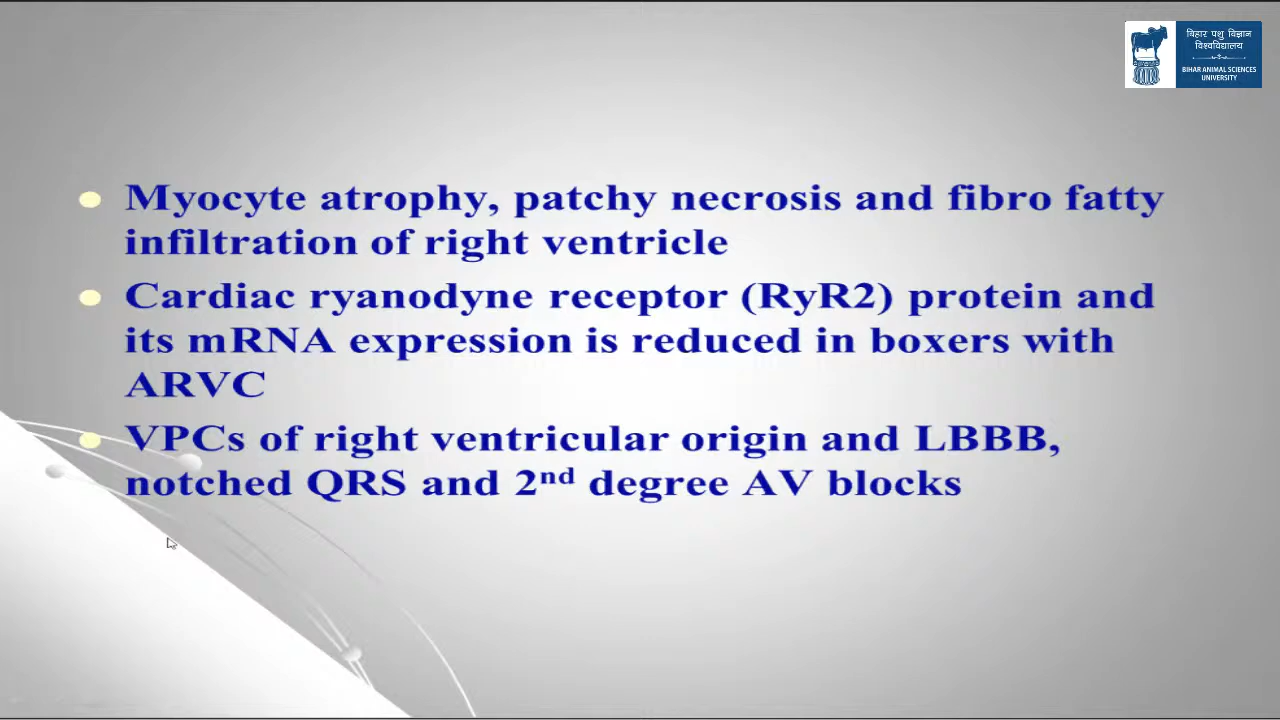 बिहार पशु विज्ञान
विश्वविद्यालय
BIHAR ANIMAL SCIENCES
UNIVERSITY
Myocyte atrophy, patchy necrosis and fibro fatty
infiltration of right ventricle
Cardiac ryanodyne receptor (RyR2) protein and
its mRNA expression is reduced in boxers with
ARVC
VPCs of right ventricular origin and LBBB,
notched QRS and 2nd degree AV blocks